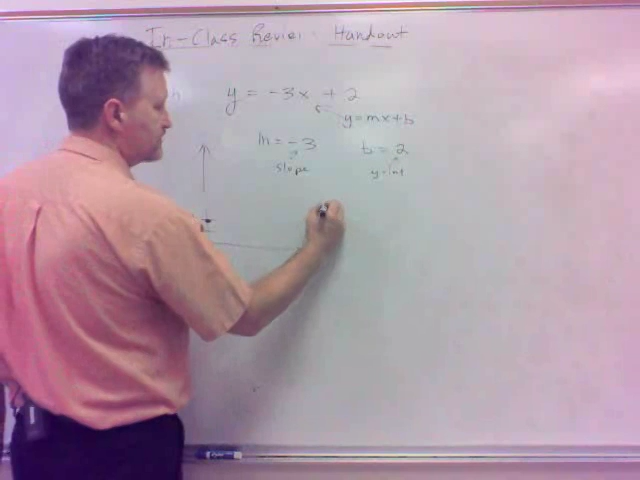 In-Class Review Handout
y = -3x + 2
y=mx+b
m = -3 b = 2
slope y-int